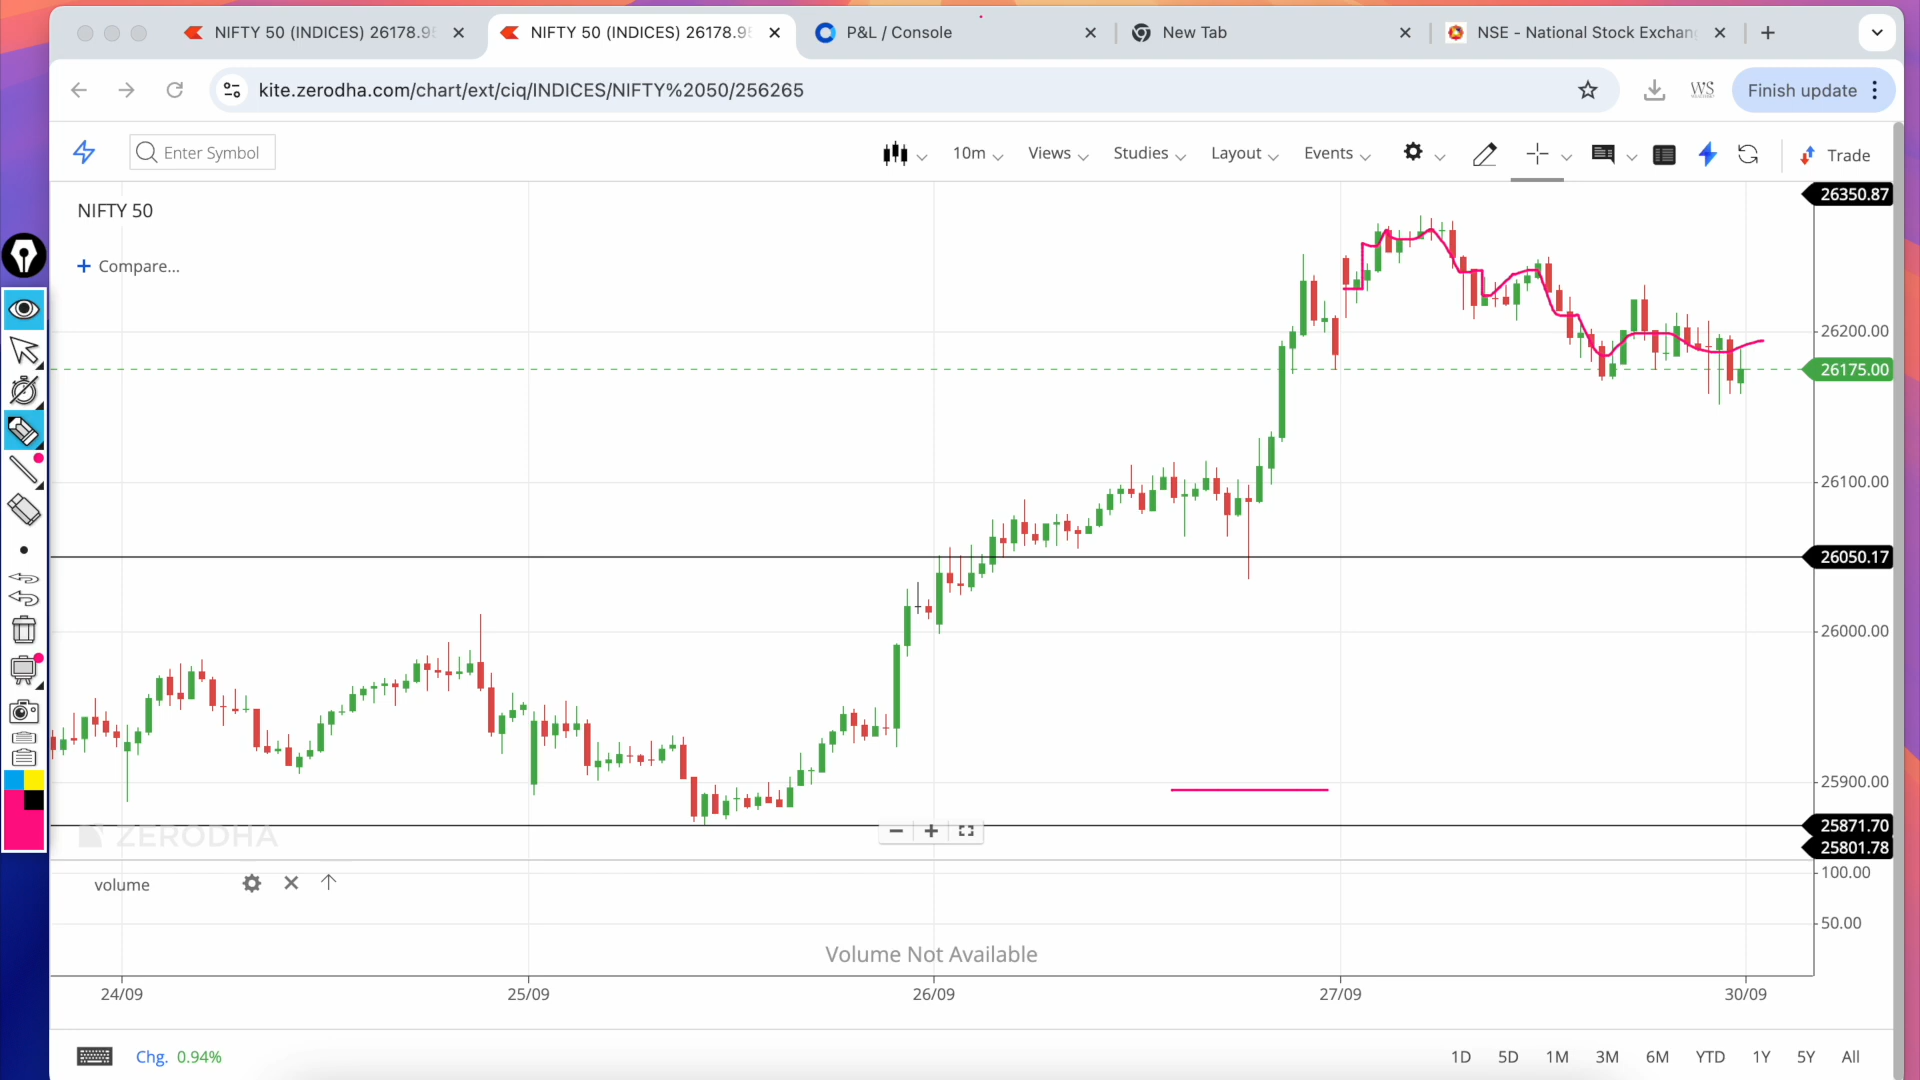 NIFTY 50 (INDICES) 26178.95
NIFTY 50 (INDICES) 26178.95
P&L / Console
New Tab
NSE - National Stock Exchan
kite.zerodha.com/chart/ext/ciq/INDICES/NIFTY%2050/256265
WS
Finish update
Enter Symbol
10m
Views
Studies
Layout
Events
Trade
NIFTY 50
+ Compare...
26350.87
26200.00
26175.00
26100.00
26050.17
26000.00
25900.00
25871.70
25801.78
ZERODHA
volume
100.00
50.00
Volume Not Available
24/09
25/09
26/09
27/09
30/09
Chg. 0.94%
1D 5D 1M 3M 6M YTD 1Y 5Y All